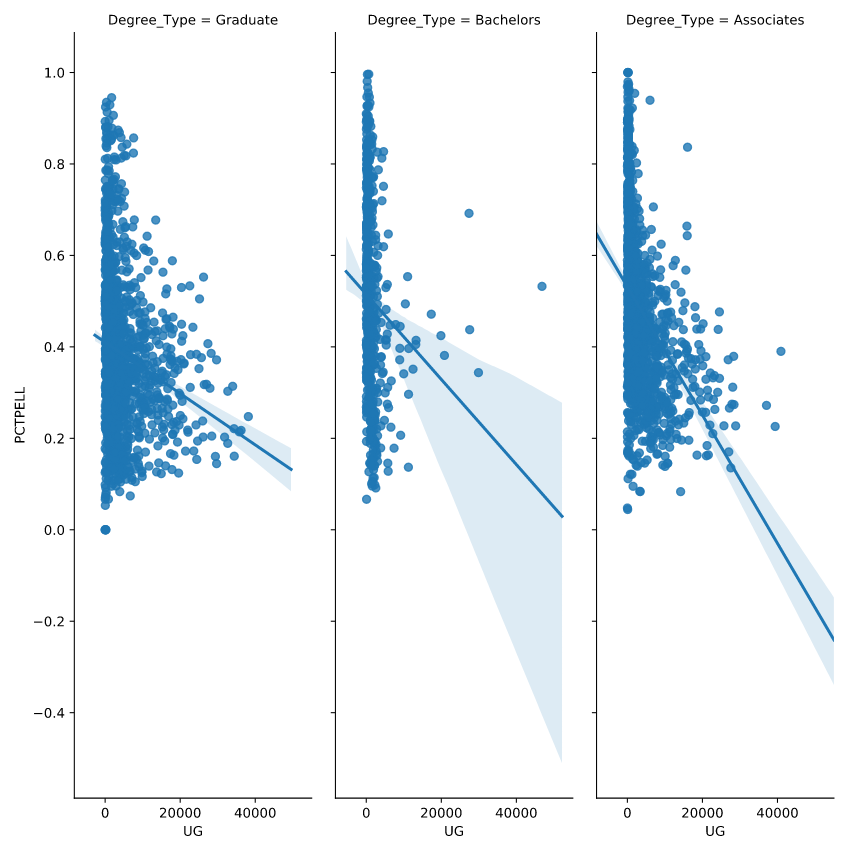 Degree_Type = Graduate
Degree_Type = Bachelors
Degree_Type = Associates
1.0
0.8
0.6
0.4
0.2
0.0
−0.2
−0.4
PCTPELL
0 20000 40000
0 20000 40000
0 20000 40000
UG
UG
UG